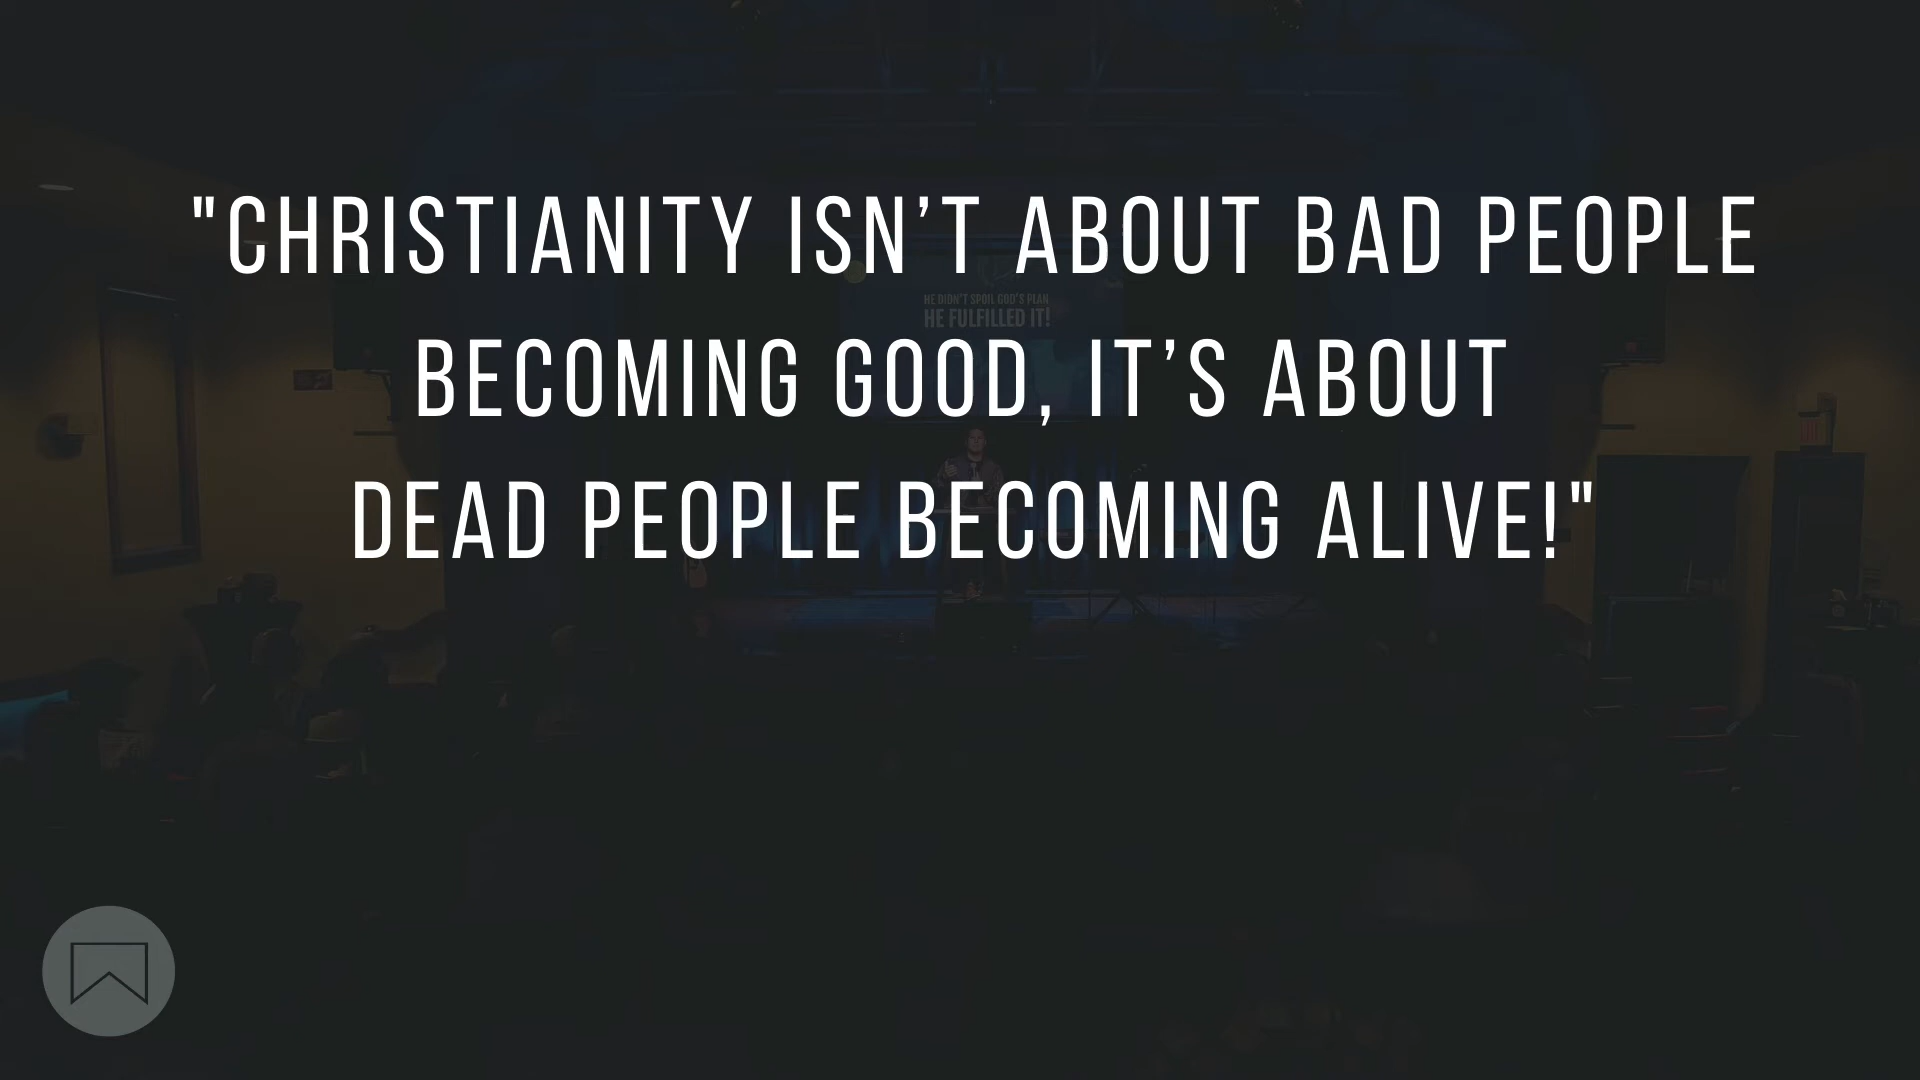 "CHRISTIANITY ISN’T ABOUT BAD PEOPLE
BECOMING GOOD, IT’S ABOUT
DEAD PEOPLE BECOMING ALIVE!"
HE DIDN'T SPOIL GOD'S PLAN
HE FULFILLED IT!